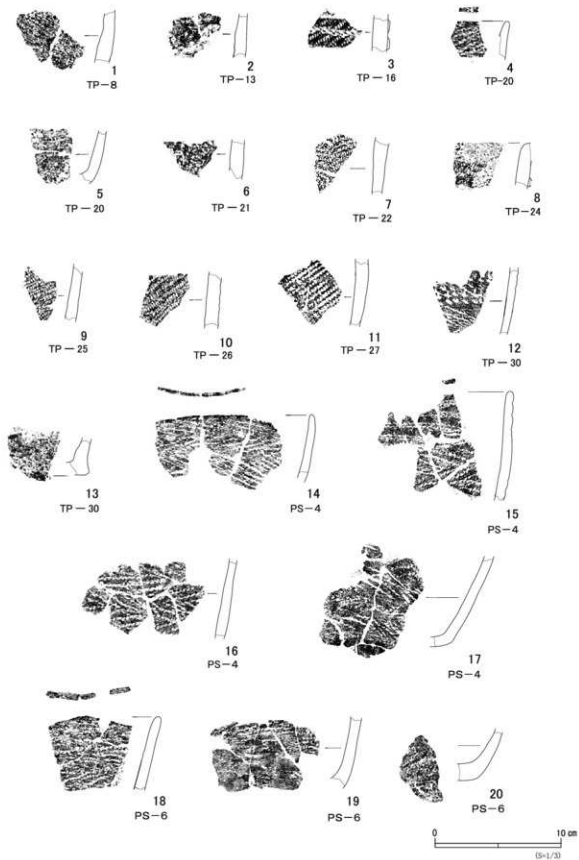 1
TP-8
2
TP-13
3
TP-16
4
TP-20
5
TP-20
6
TP-21
7
TP-22
8
TP-24
9
TP-25
10
TP-26
11
TP-27
12
TP-30
13
TP-30
14
PS-4
15
PS-4
16
PS-4
17
PS-4
18
PS-6
19
PS-6
20
PS-6
0 10cm
(S=1/3)